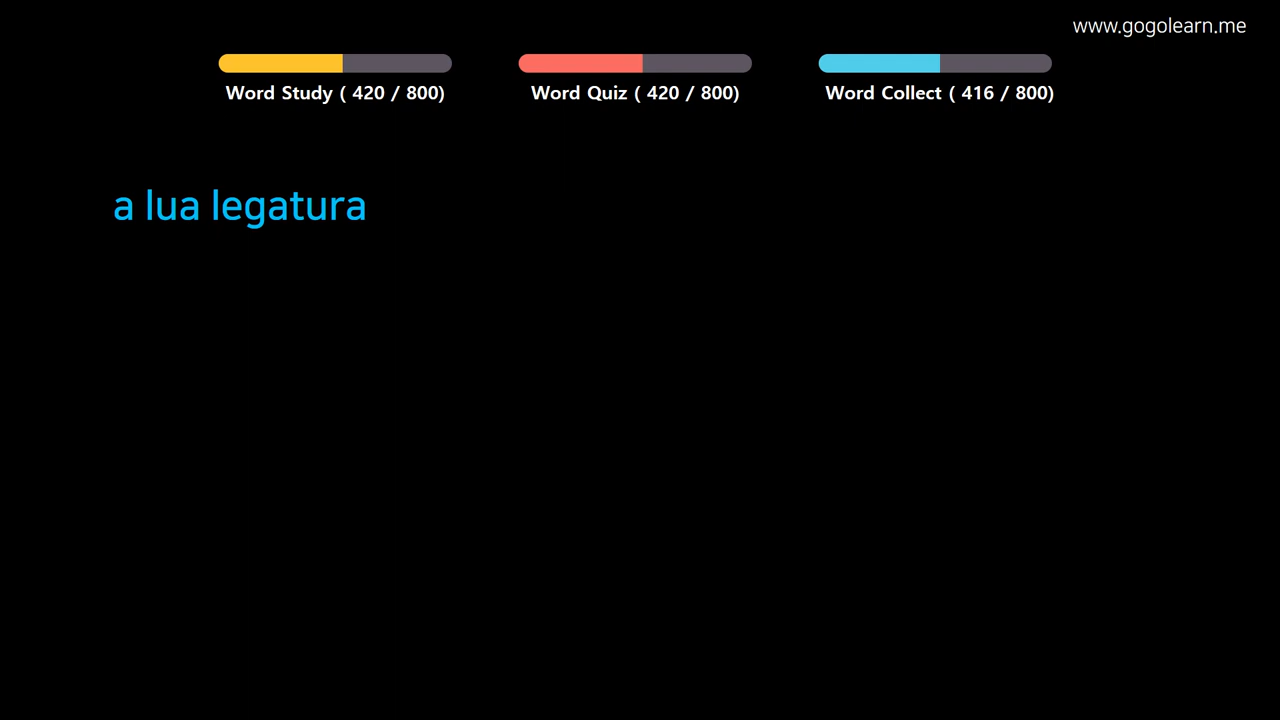 www.gogolearn.me
Word Study ( 420 / 800)
Word Quiz ( 420 / 800)
Word Collect ( 416 / 800)
a lua legatura